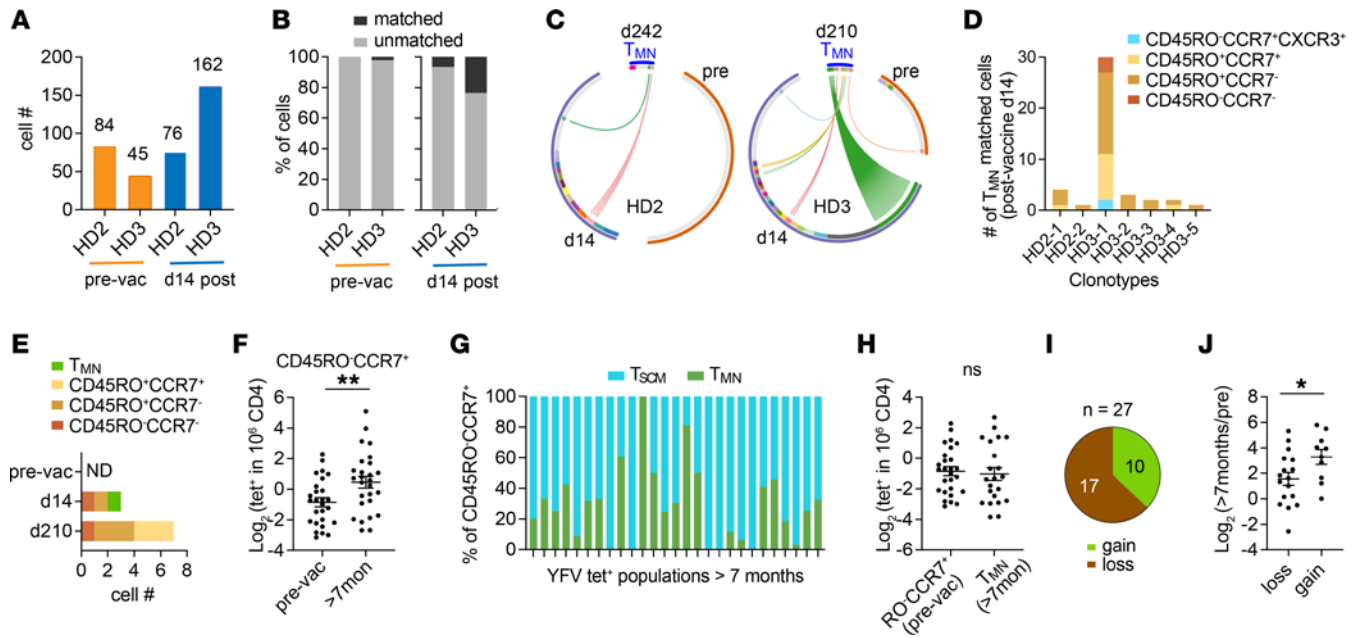 A
cell #
200
150
100
50
0
84
45
76
162
HD2
HD3
HD2
HD3
pre-vac
d14 post
B
matched
unmatched
% of cells
100
80
60
40
20
0
HD2
HD3
HD2
HD3
pre-vac
d14 post
C
d242
TMN
pre
HD2
d14
d210
TMN
pre
HD3
d14
D
CD45RO-CCR7+CXCR3+
CD45RO+CCR7+
CD45RO+CCR7-
CD45RO-CCR7-
# of TMN matched cells
(post-vaccine d14)
30
20
10
0
HD2-1
HD2-2
HD3-1
HD3-2
HD3-3
HD3-4
HD3-5
Clonotypes
E
TMN
CD45RO+CCR7+
CD45RO+CCR7-
CD45RO-CCR7-
pre-vac
ND
d14
d210
0 2 4 6 8
cell #
F
CD45RO-CCR7+
**
Log2 (tet+ in 10^6 CD4)
6
4
2
0
-2
-4
pre-vac
>7mon
G
TSCM
TMN
% of CD45RO-CCR7+
100
80
60
40
20
0
YFV tet+ populations > 7 months
H
ns
Log2 (tet+ in 10^6 CD4)
6
4
2
0
-2
-4
-6
RO-CCR7+
(pre-vac)
TMN
(>7mon)
I
n = 27
10
17
gain
loss
J
*
Log2 (>7months/pre)
8
6
4
2
0
-2
-4
loss
gain